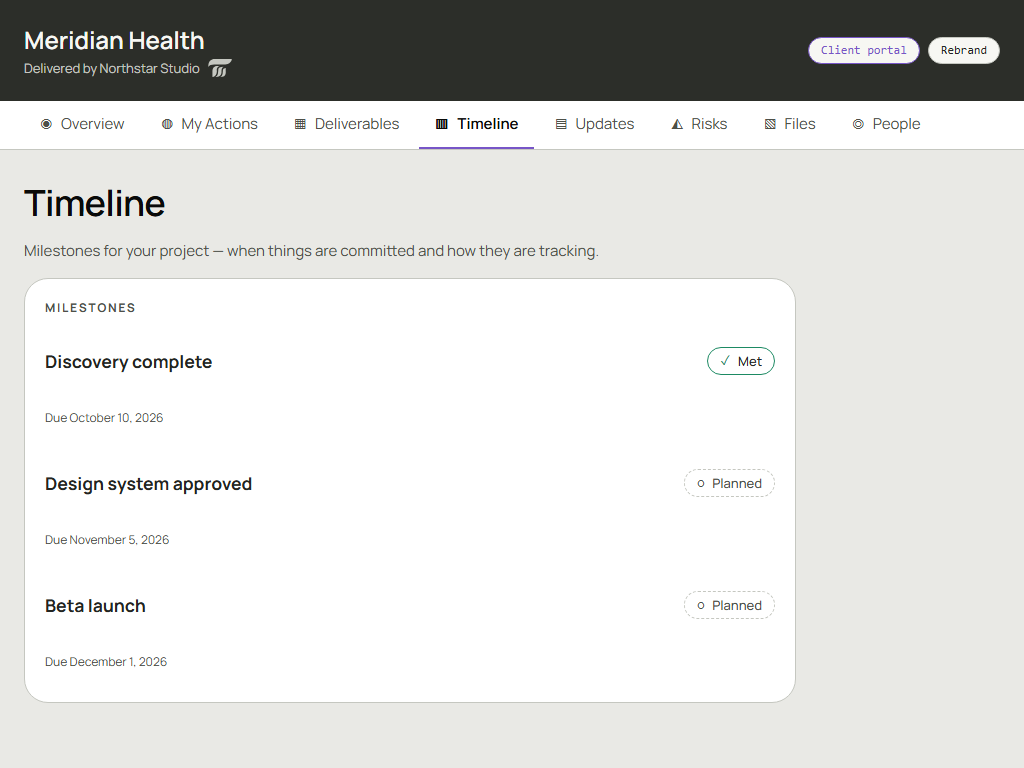 Meridian Health
Delivered by Northstar Studio
Client portal
Rebrand
Overview
My Actions
Deliverables
Timeline
Updates
Risks
Files
People
Timeline
Milestones for your project — when things are committed and how they are tracking.
MILESTONES
Discovery complete
✓ Met
Due October 10, 2026
Design system approved
Planned
Due November 5, 2026
Beta launch
Planned
Due December 1, 2026